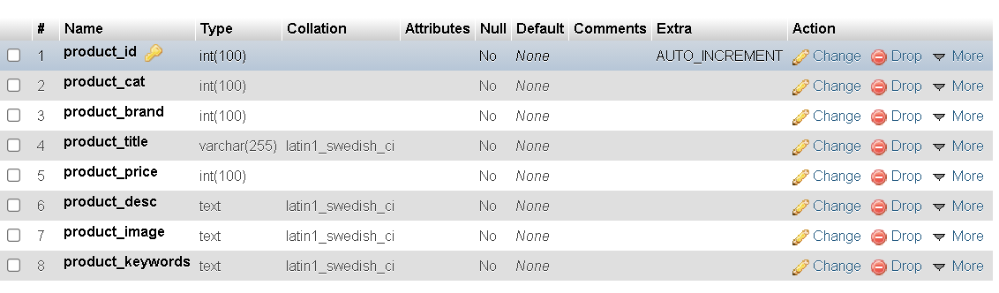 # Name Type Collation Attributes Null Default Comments Extra Action
1 product_id int(100) No None AUTO_INCREMENT Change Drop More
2 product_cat int(100) No None Change Drop More
3 product_brand int(100) No None Change Drop More
4 product_title varchar(255) latin1_swedish_ci No None Change Drop More
5 product_price int(100) No None Change Drop More
6 product_desc text latin1_swedish_ci No None Change Drop More
7 product_image text latin1_swedish_ci No None Change Drop More
8 product_keywords text latin1_swedish_ci No None Change Drop More